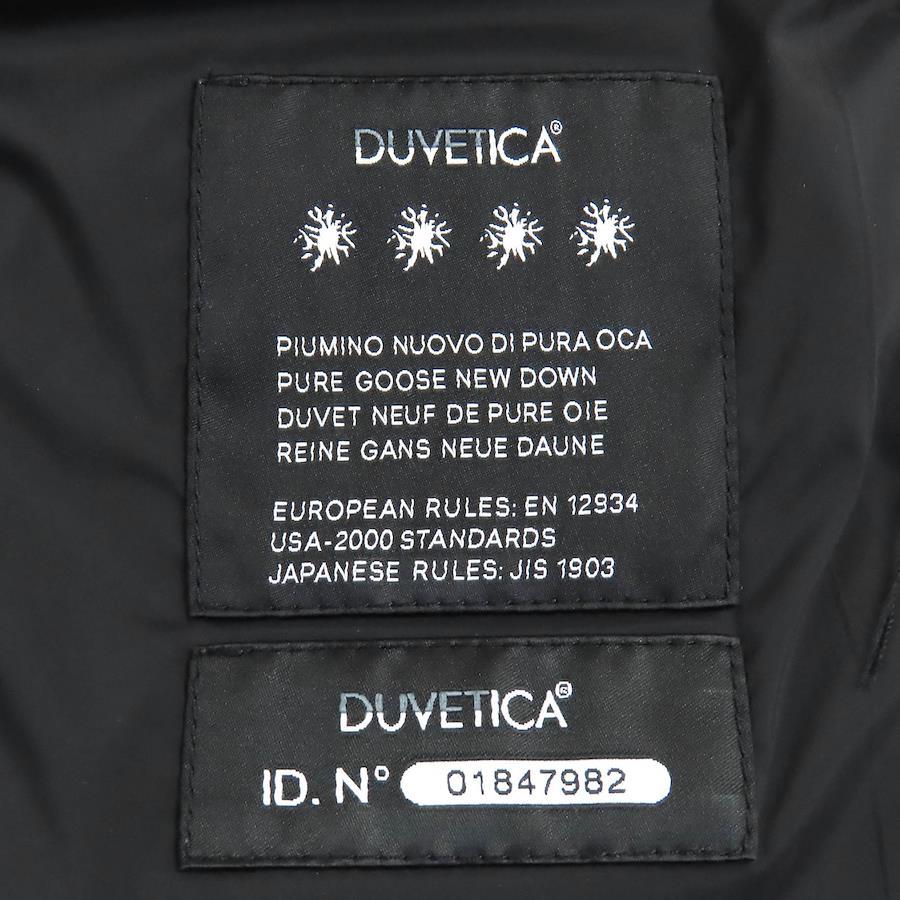 DUVETICA®
PIUMINO NUOVO DI PURA OCA
PURE GOOSE NEW DOWN
DUVET NEUF DE PURE OIE
REINE GANS NEUE DAUNE
EUROPEAN RULES: EN 12934
USA-2000 STANDARDS
JAPANESE RULES: JIS 1903
DUVETICA®
ID. N° 01847982